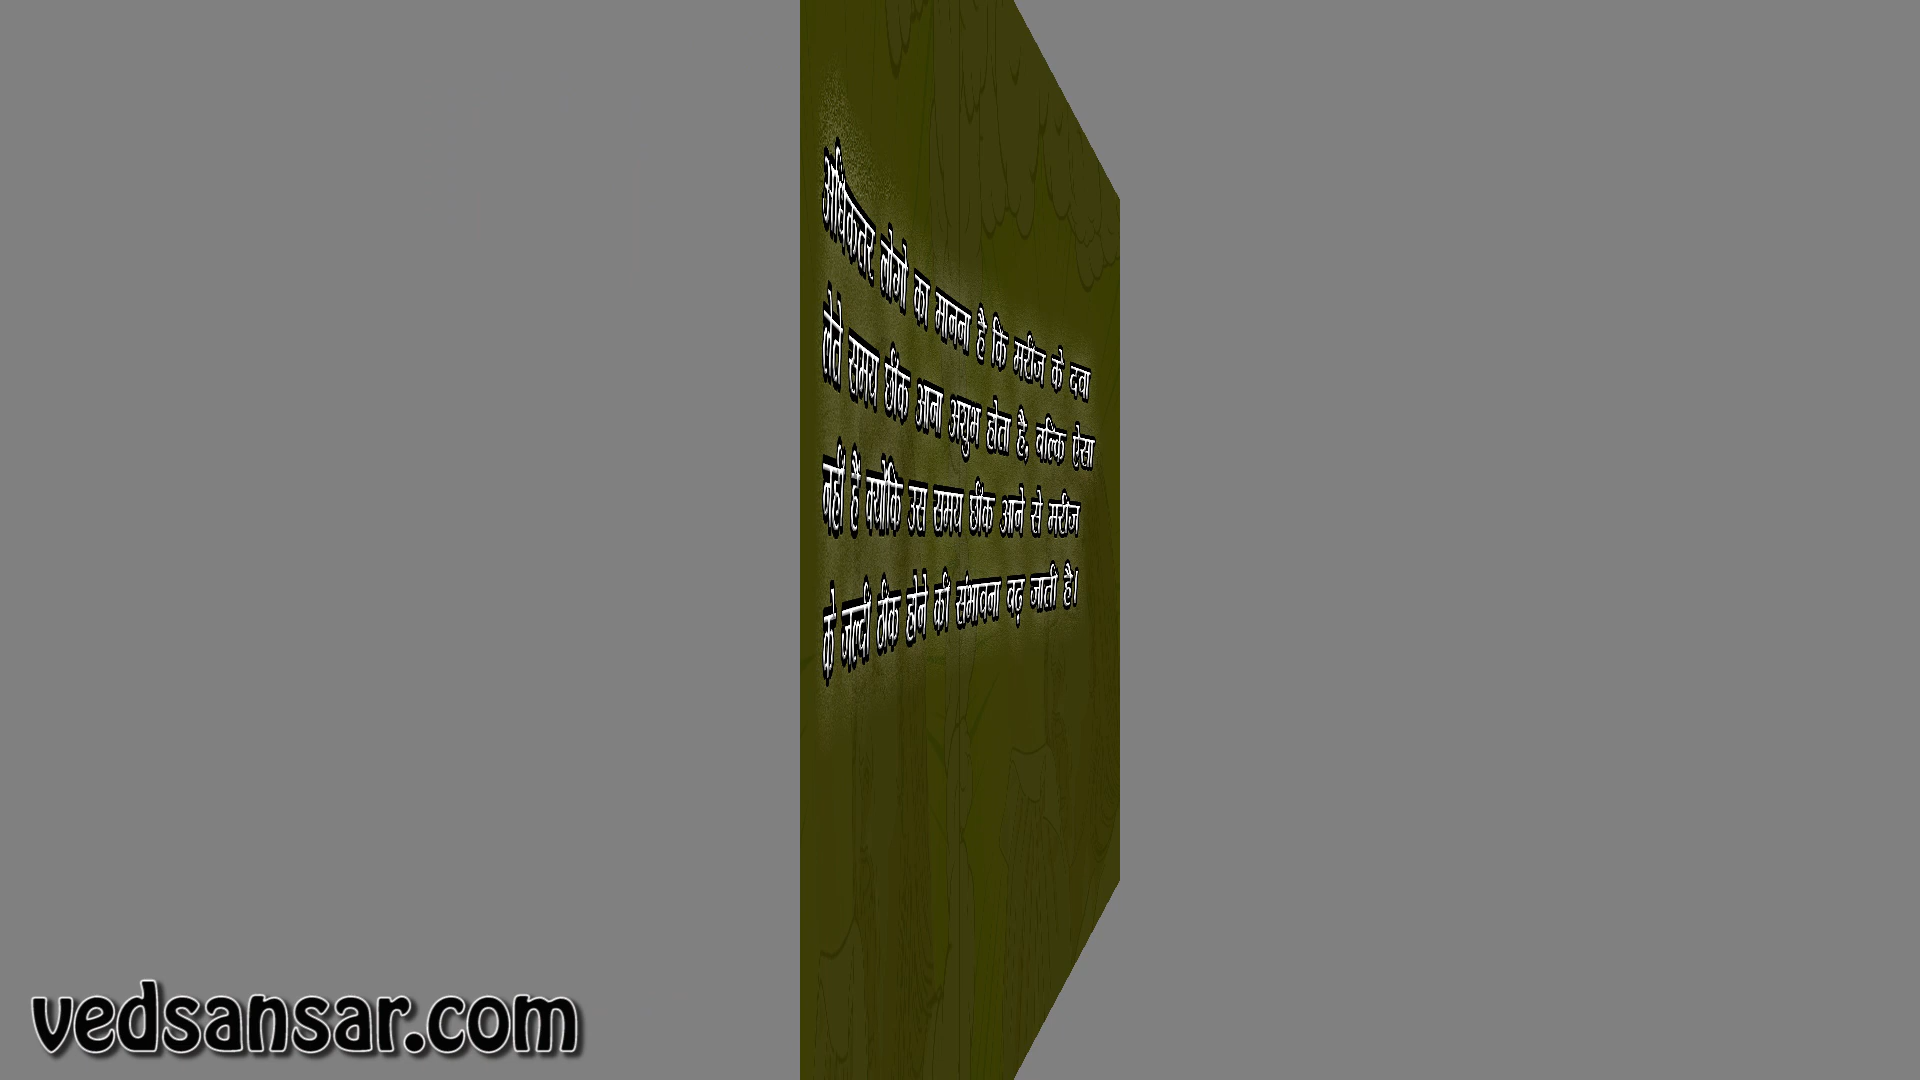 अधिकतर लोगो का मानना है कि मरीज के दवा
लेते समय छींक आना अशुभ होता है, बल्कि ऐसा
नहीं हैं क्योंकि उस समय छींक आने से मरीज
के जल्दी ठीक होने की संभावना बढ़ जाती है।
vedsansar.com